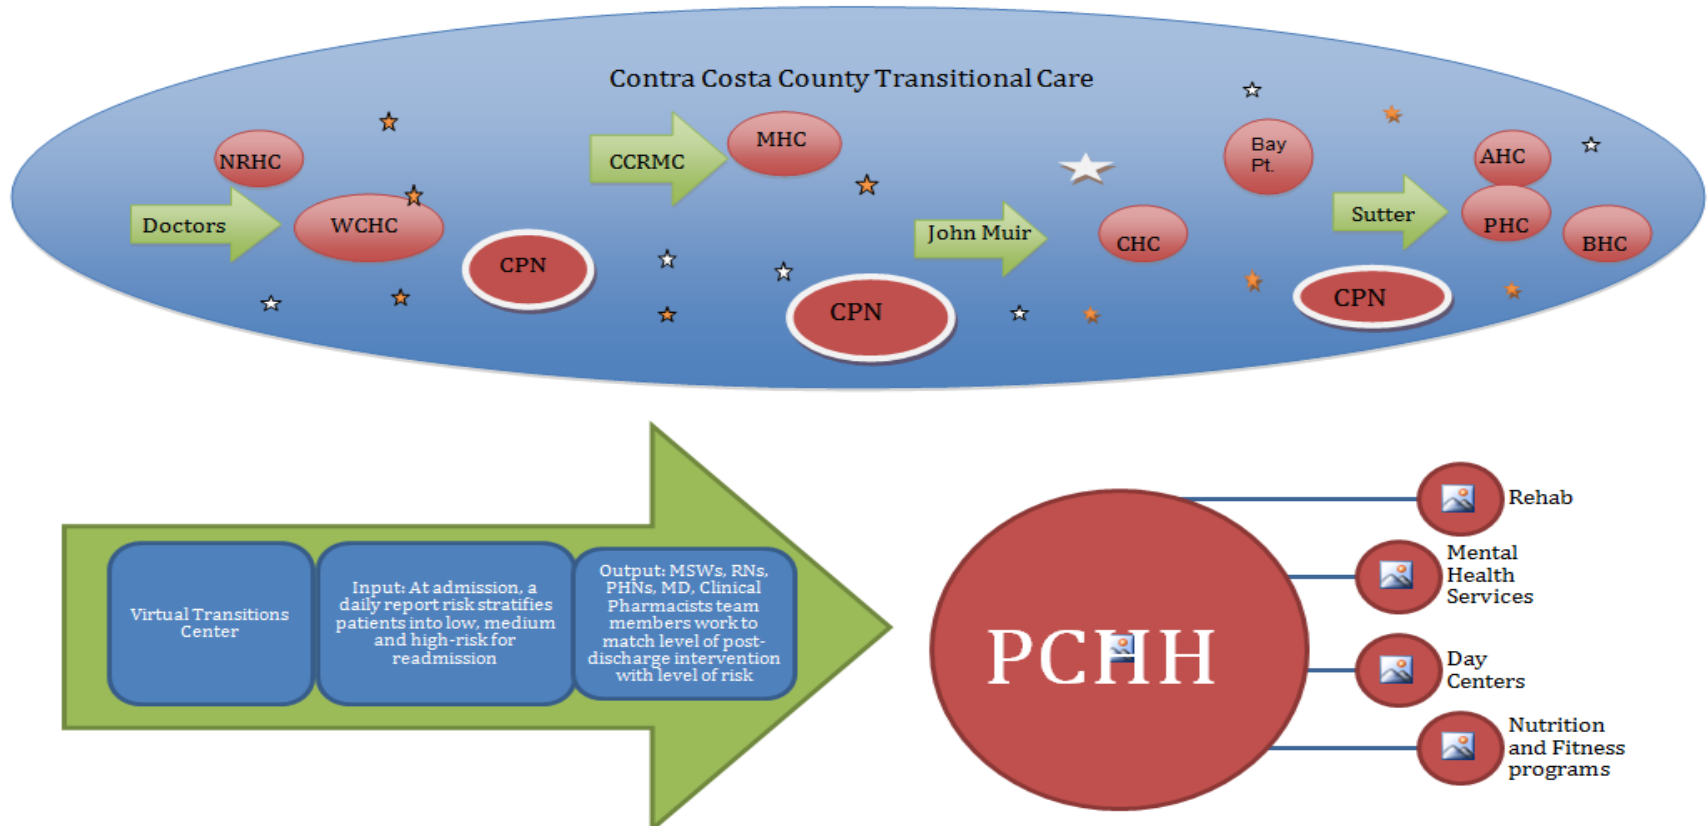 Contra Costa County Transitional Care
NRHC
Doctors
WCHC
CPN
CCRMC
MHC
CPN
John Muir
CHC
Bay
Pt.
Sutter
AHC
PHC
BHC
CPN
Virtual Transitions
Center
Input: At admission, a
daily report risk stratifies
patients into low, medium
and high-risk for
readmission
Output: MSWs, RNs,
PHNs, MD, Clinical
Pharmacists team
members work to
match level of post-
discharge intervention
with level of risk
PCHH
Rehab
Mental
Health
Services
Day
Centers
Nutrition
and Fitness
programs